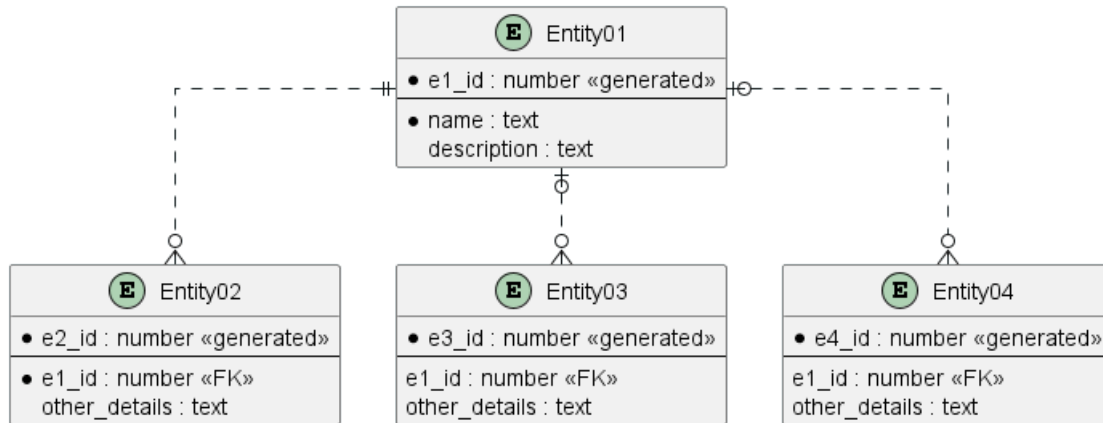 E Entity01
● e1_id : number «generated»
● name : text
description : text
E Entity02
● e2_id : number «generated»
● e1_id : number «FK»
other_details : text
E Entity03
● e3_id : number «generated»
e1_id : number «FK»
other_details : text
E Entity04
● e4_id : number «generated»
e1_id : number «FK»
other_details : text